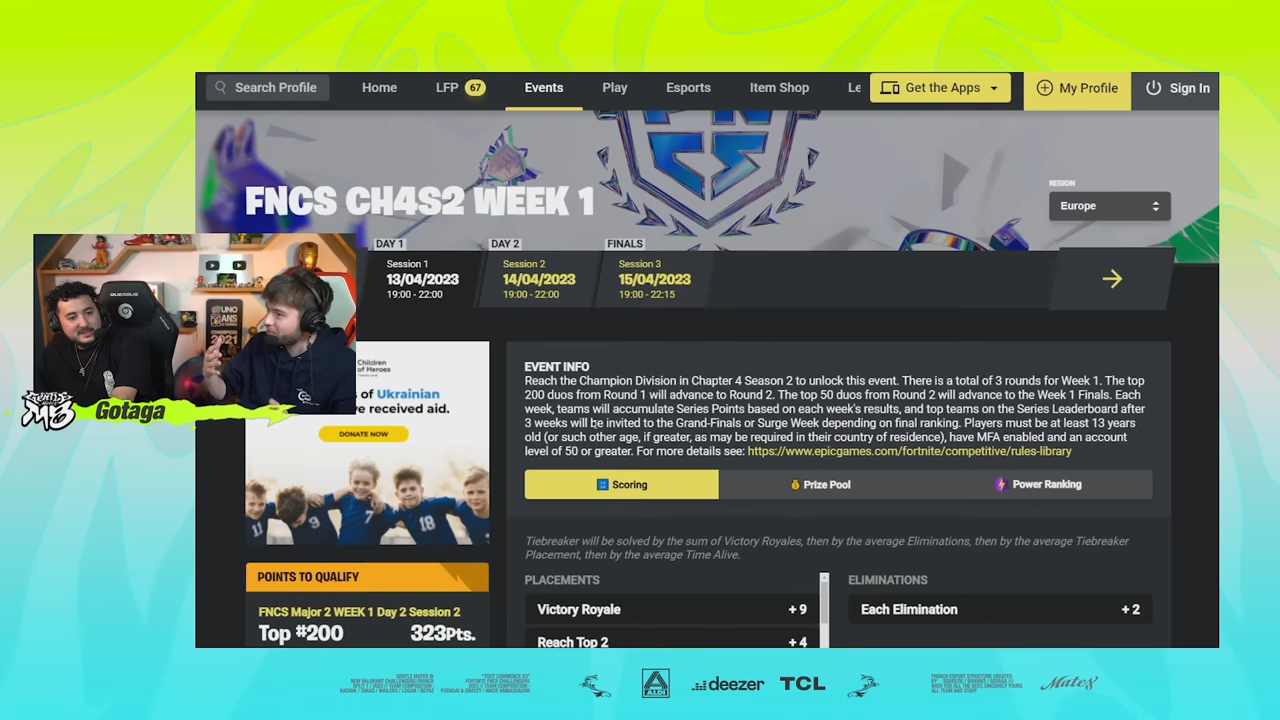 Search Profile
Home
LFP 67
Events
Play
Esports
Item Shop
Le
Get the Apps
My Profile
Sign In
FNCS CH4S2 WEEK 1
REGION
Europe
DAY 1
Session 1
13/04/2023
19:00 - 22:00
DAY 2
Session 2
14/04/2023
19:00 - 22:00
FINALS
Session 3
15/04/2023
19:00 - 22:15
Gotaga
Children
of Heroes
s of Ukrainian
ve received aid.
DONATE NOW
EVENT INFO
Reach the Champion Division in Chapter 4 Season 2 to unlock this event. There is a total of 3 rounds for Week 1. The top
200 duos from Round 1 will advance to Round 2. The top 50 duos from Round 2 will advance to the Week 1 Finals. Each
week, teams will accumulate Series Points based on each week's results, and top teams on the Series Leaderboard after
3 weeks will be invited to the Grand-Finals or Surge Week depending on final ranking. Players must be at least 13 years
old (or such other age, if greater, as may be required in their country of residence), have MFA enabled and an account
level of 50 or greater. For more details see: https://www.epicgames.com/fortnite/competitive/rules-library
Scoring
Prize Pool
Power Ranking
Tiebreaker will be solved by the sum of Victory Royales, then by the average Eliminations, then by the average Tiebreaker
Placement, then by the average Time Alive.
POINTS TO QUALIFY
FNCS Major 2 WEEK 1 Day 2 Session 2
Top #200
323Pts.
PLACEMENTS
Victory Royale +9
Reach Top 2 +4
ELIMINATIONS
Each Elimination +2
ALDI
deezer
TCL
Mates